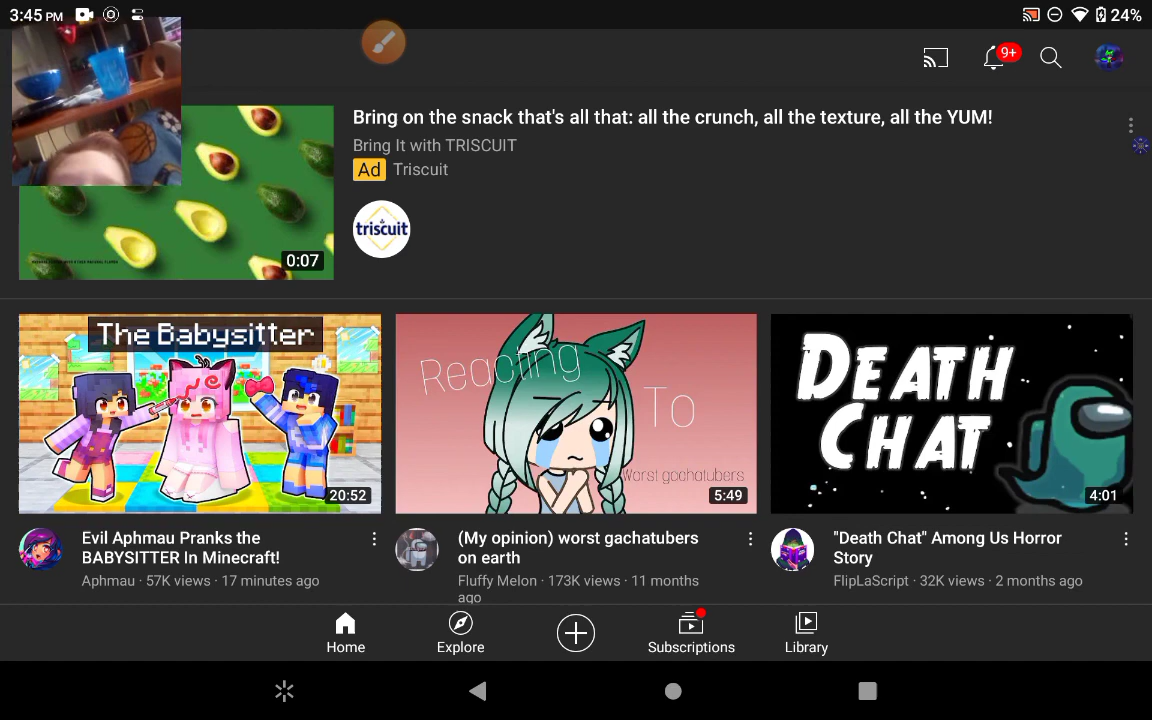 3:45 PM
24%
9+
Bring on the snack that's all that: all the crunch, all the texture, all the YUM!
Bring It with TRISCUIT
Ad Triscuit
triscuit
0:07
The Babysitter
20:52
Reacting
To
Worst gachatubers
5:49
DEATH
CHAT
4:01
Evil Aphmau Pranks the
BABYSITTER In Minecraft!
Aphmau · 57K views · 17 minutes ago
(My opinion) worst gachatubers
on earth
Fluffy Melon · 173K views · 11 months
ago
"Death Chat" Among Us Horror
Story
FlipLaScript · 32K views · 2 months ago
Home
Explore
Subscriptions
Library